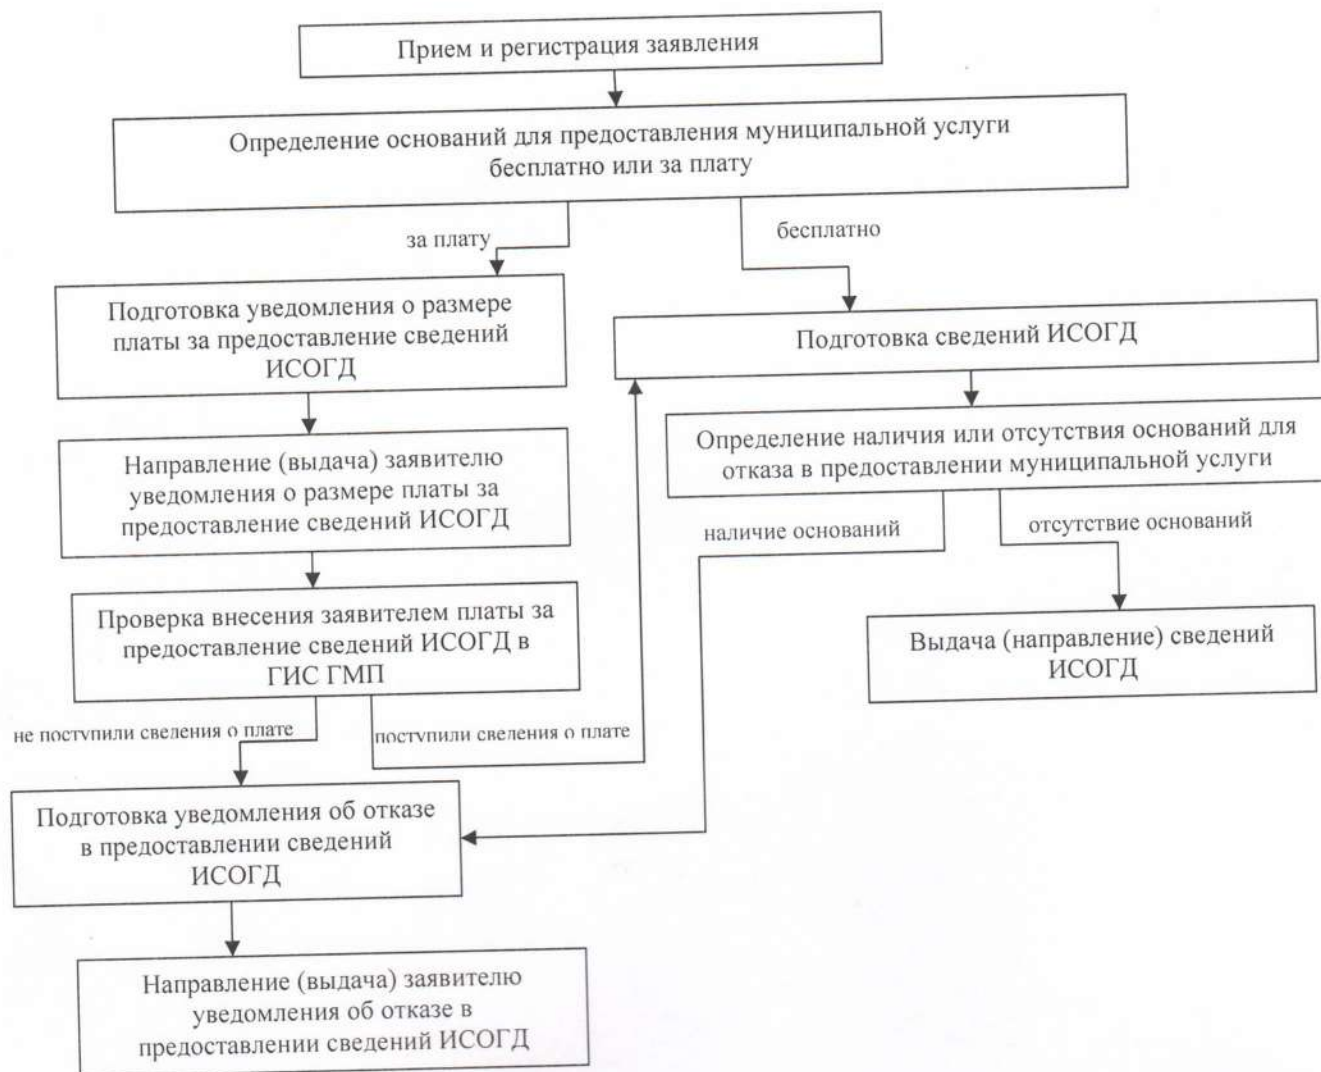 Прием и регистрация заявления
Определение оснований для предоставления муниципальной услуги
бесплатно или за плату
за плату
бесплатно
Подготовка уведомления о размере
платы за предоставление сведений
ИСОГД
Подготовка сведений ИСОГД
Направление (выдача) заявителю
уведомления о размере платы за
предоставление сведений ИСОГД
Определение наличия или отсутствия оснований для
отказа в предоставлении муниципальной услуги
наличие оснований
отсутствие оснований
Проверка внесения заявителем платы за
предоставление сведений ИСОГД в
ГИС ГМП
Выдача (направление) сведений
ИСОГД
не поступили сведения о плате
поступили сведения о плате
Подготовка уведомления об отказе
в предоставлении сведений
ИСОГД
Направление (выдача) заявителю
уведомления об отказе в
предоставлении сведений ИСОГД